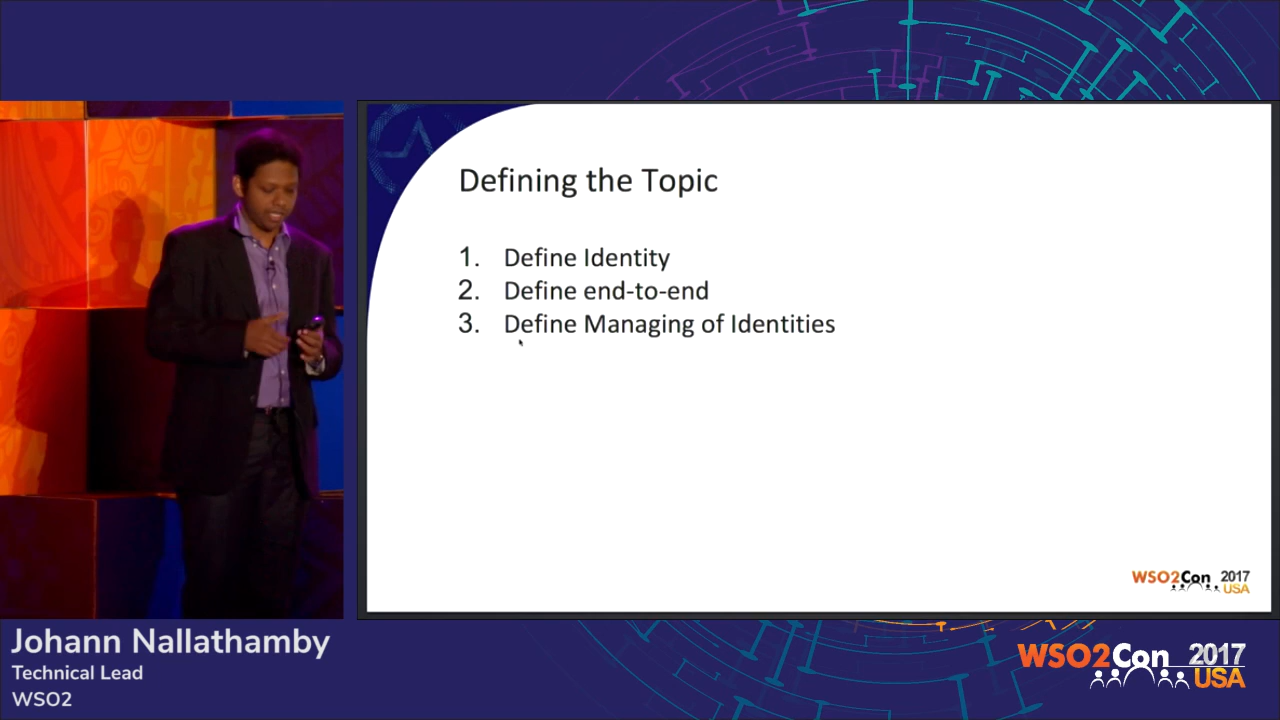 Defining the Topic
1. Define Identity
2. Define end-to-end
3. Define Managing of Identities
WSO2Con 2017
USA
Johann Nallathamby
Technical Lead
WSO2
WSO2Con 2017
USA